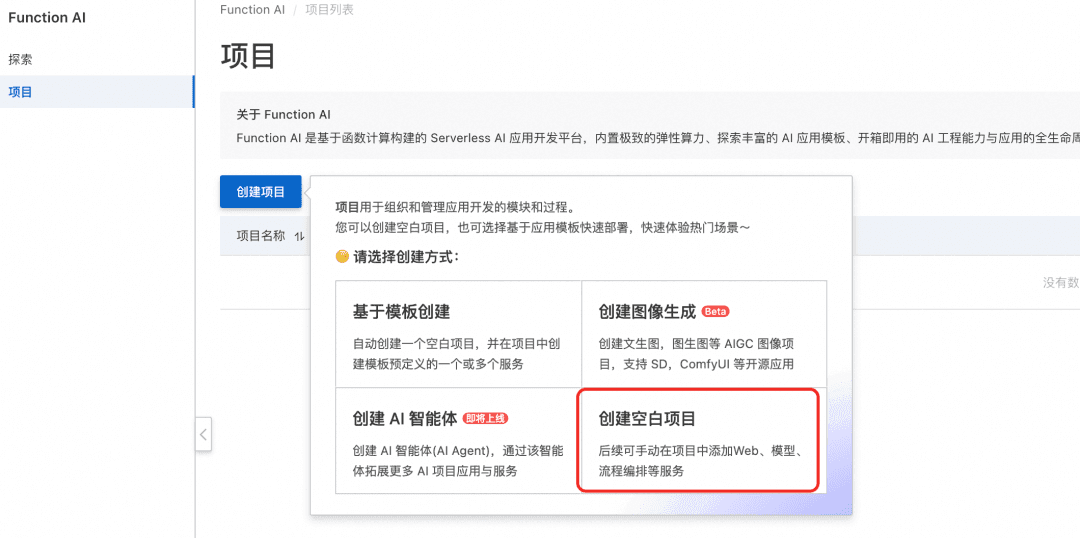 Function AI
探索
项目
Function AI / 项目列表
项目
关于 Function AI
Function AI 是基于函数计算构建的 Serverless AI 应用开发平台，内置极致的弹性算力、探索丰富的 AI 应用模板、开箱即用的 AI 工程能力与应用的全生命周
创建项目
项目名称
没有数
项目用于组织和管理应用开发的模块和过程。
您可以创建空白项目，也可选择基于应用模板快速部署，快速体验热门场景～
请选择创建方式：
基于模板创建
自动创建一个空白项目，并在项目中创
建模板预定义的一个或多个服务
创建图像生成 Beta
创建文生图，图生图等 AIGC 图像项
目，支持 SD，ComfyUI 等开源应用
创建 AI 智能体 即将上线
创建 AI 智能体(AI Agent)，通过该智能
体拓展更多 AI 项目应用与服务
创建空白项目
后续可手动在项目中添加Web、模型、
流程编排等服务